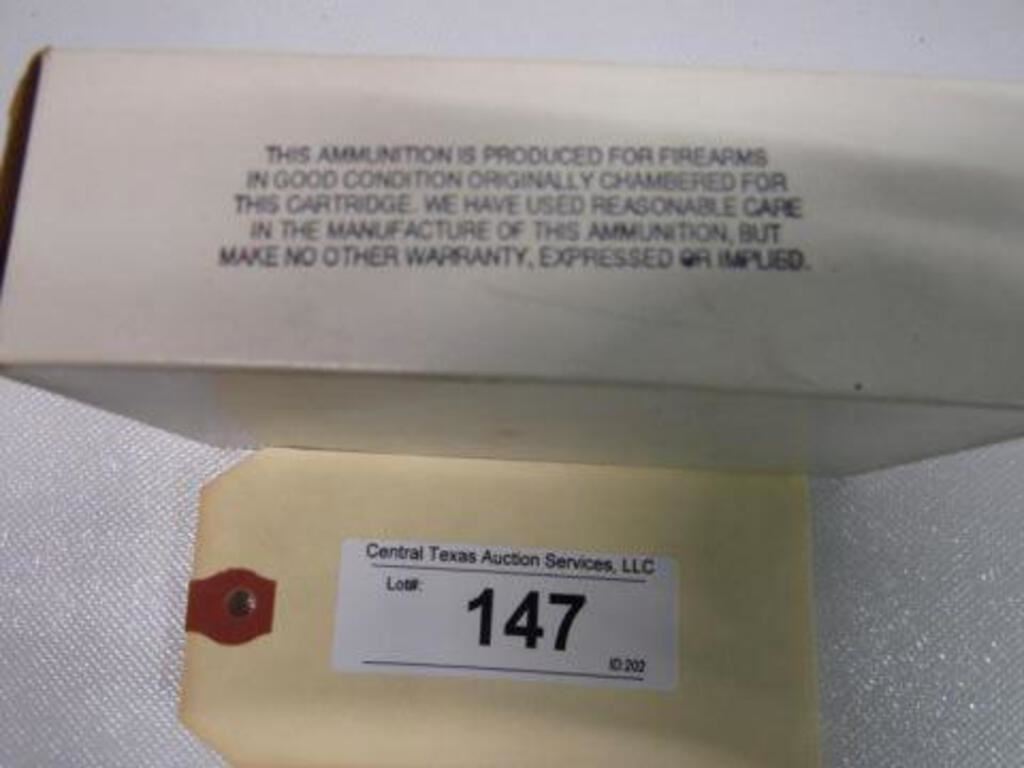 THIS AMMUNITION IS PRODUCED FOR FIREARMS
IN GOOD CONDITION ORIGINALLY CHAMBERED FOR
THIS CARTRIDGE. WE HAVE USED REASONABLE CARE
IN THE MANUFACTURE OF THIS AMMUNITION, BUT
MAKE NO OTHER WARRANTY, EXPRESSED OR IMPLIED.
Central Texas Auction Services, LLC
Lot#:
147
ID:202